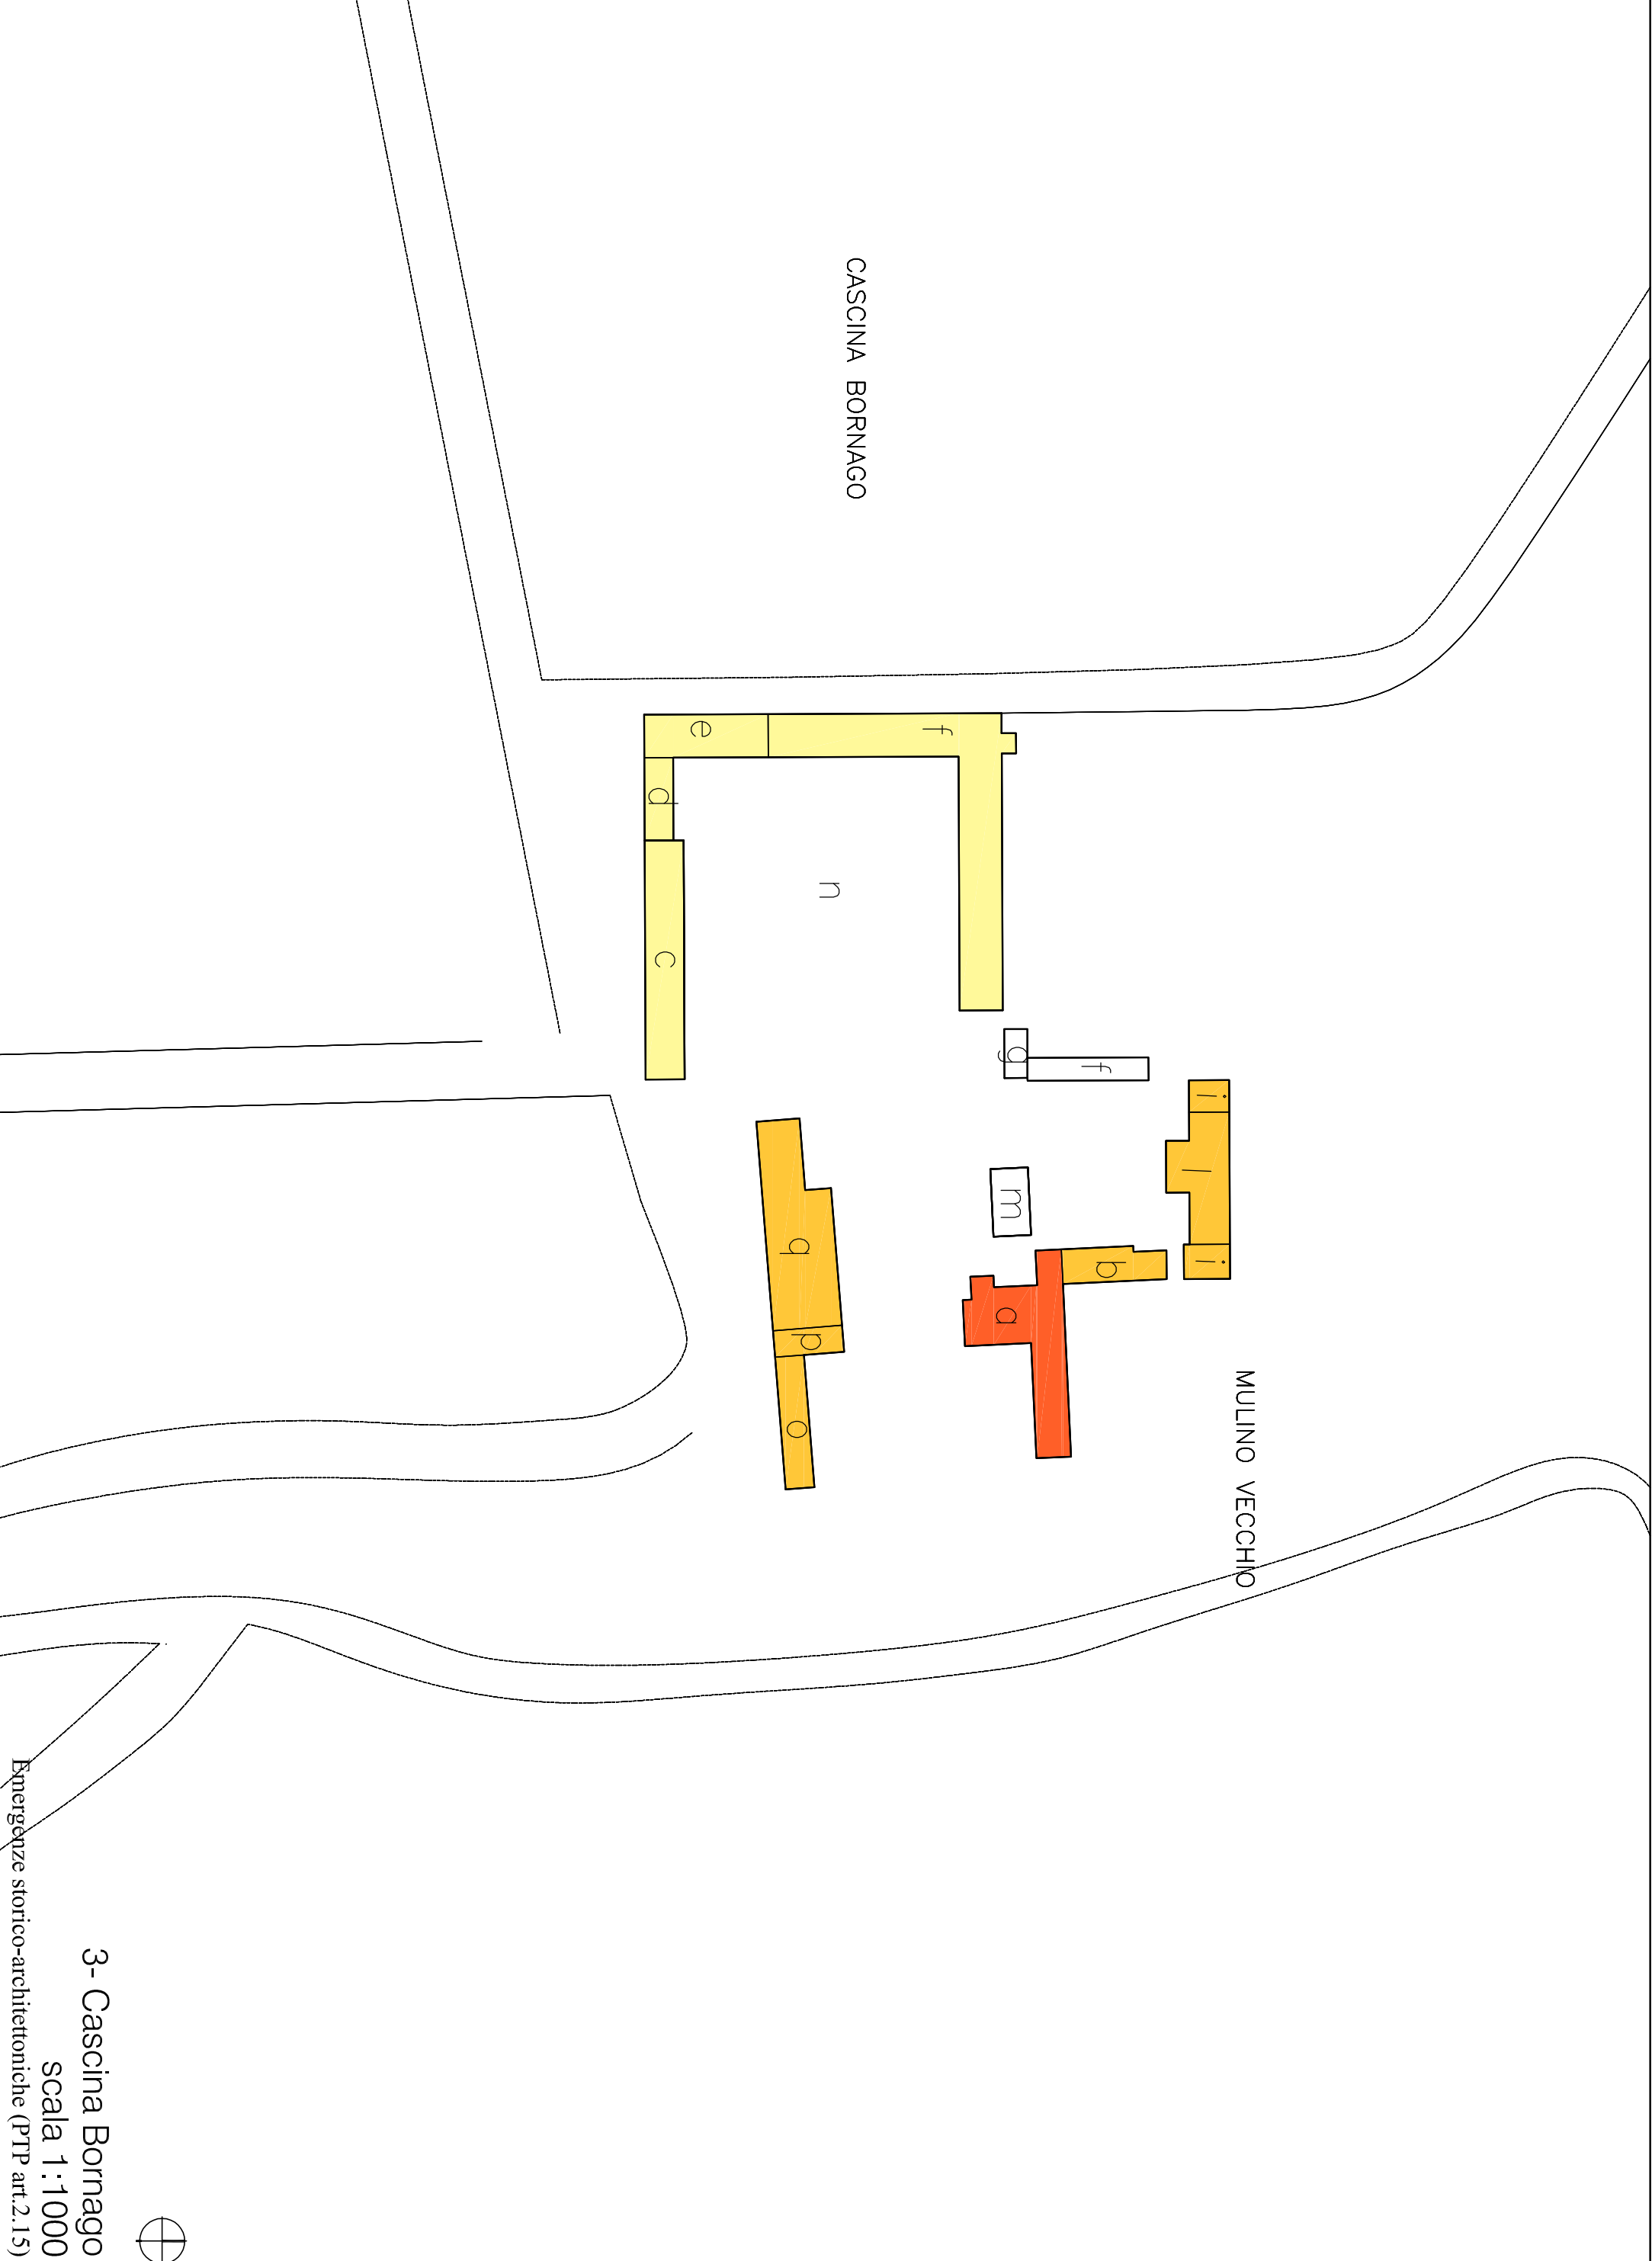 MULINO VECCHIO
i
l
i
b
f
g
m
a
f
CASCINA BORNAGO
n
q
p
o
e
d
c
3- Cascina Bornago
scala 1:1000
Emergenze storico-architettoniche (PTP art.2.15)